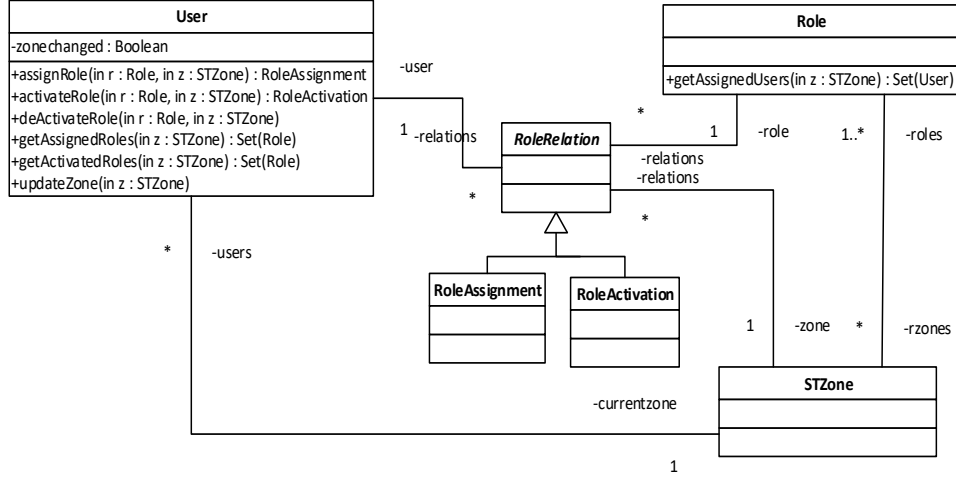 User
-zonechanged : Boolean
+assignRole(in r : Role, in z : STZone) : RoleAssignment
+activateRole(in r : Role, in z : STZone) : RoleActivation
+deActivateRole(in r : Role, in z : STZone)
+getAssignedRoles(in z : STZone) : Set(Role)
+getActivatedRoles(in z : STZone) : Set(Role)
+updateZone(in z : STZone)
Role
+getAssignedUsers(in z : STZone) : Set(User)
-user
1
-relations
*
RoleRelation
*
-relations
1
-role
-relations
*
1..*
-roles
RoleAssignment
RoleActivation
*
-users
1
-zone
*
-rzones
STZone
-currentzone
1